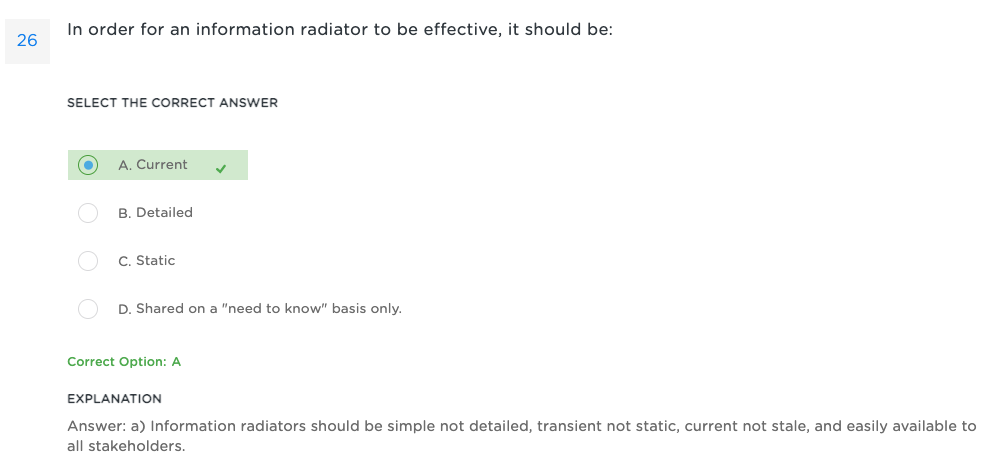 26
In order for an information radiator to be effective, it should be:
SELECT THE CORRECT ANSWER
A. Current
B. Detailed
C. Static
D. Shared on a "need to know" basis only.
Correct Option: A
EXPLANATION
Answer: a) Information radiators should be simple not detailed, transient not static, current not stale, and easily available to
all stakeholders.